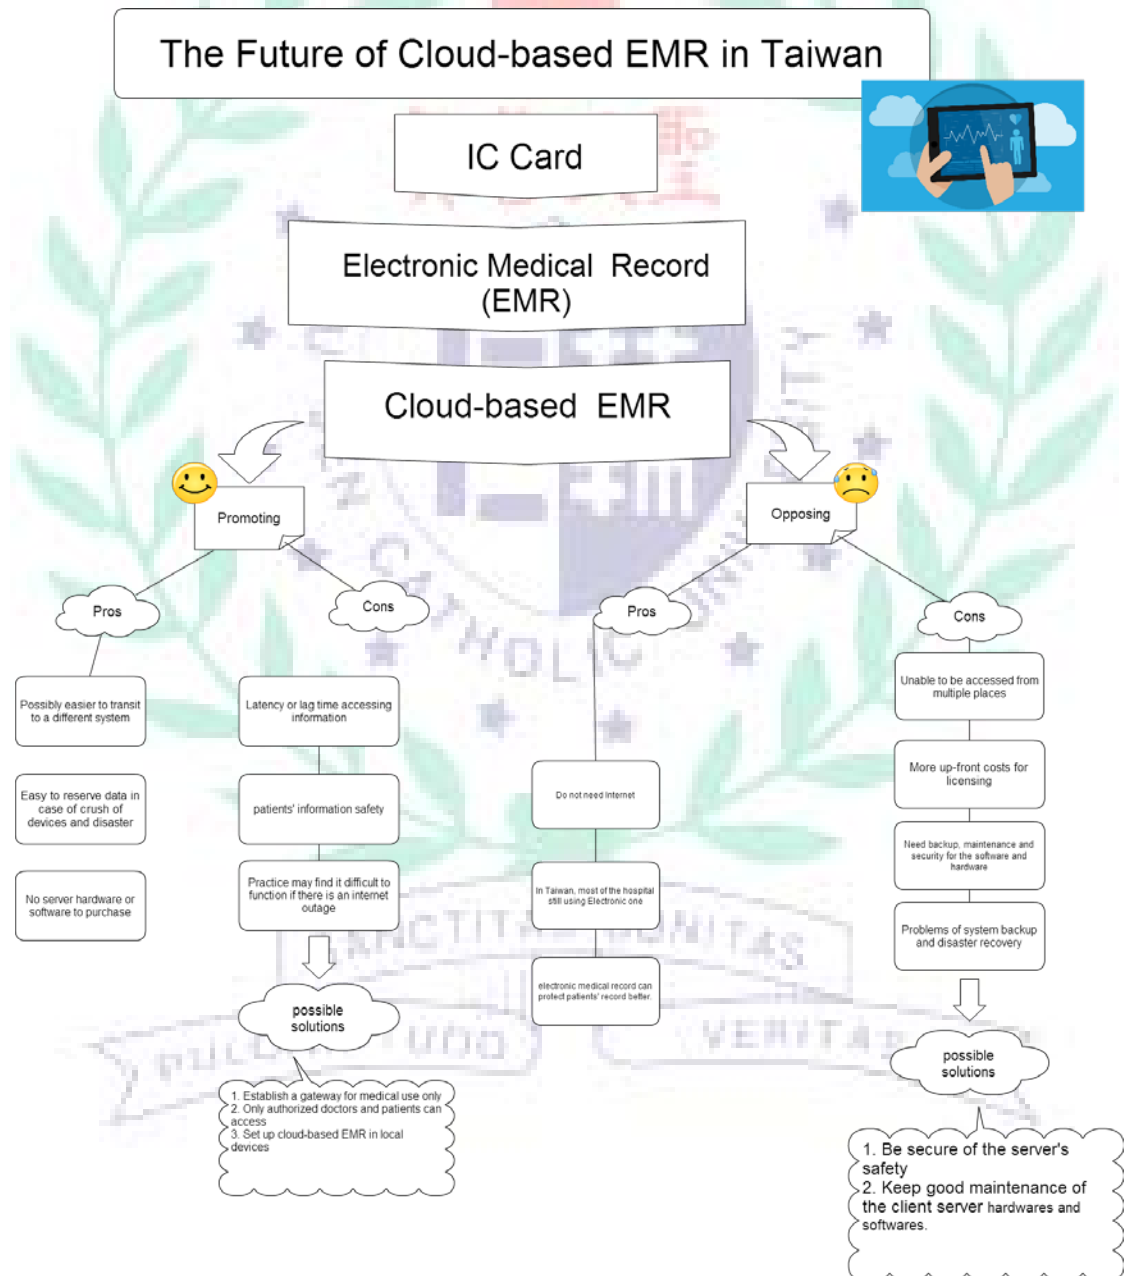 The Future of Cloud-based EMR in Taiwan
IC Card
Electronic Medical Record
(EMR)
Cloud-based EMR
Promoting
Opposing
Pros
Cons
Pros
Cons
Possibly easier to transit
to a different system
Easy to reserve data in
case of crush of
devices and disaster
No server hardware or
software to purchase
Latency or lag time accessing
information
patients' information safety
Practice may find it difficult to
function if there is an internet
outage
possible
solutions
1. Establish a gateway for medical use only
2. Only authorized doctors and patients can
access
3. Set up cloud-based EMR in local
devices
Do not need Internet
In Taiwan, most of the hospital
still using Electronic one
electronic medical record can
protect patients' record better.
Unable to be accessed from
multiple places
More up-front costs for
licensing
Need backup, maintenance and
security for the software and
hardware
Problems of system backup
and disaster recovery
possible
solutions
1. Be secure of the server's
safety
2. Keep good maintenance of
the client server hardwares and
softwares.
CATHOLIC
VERITA